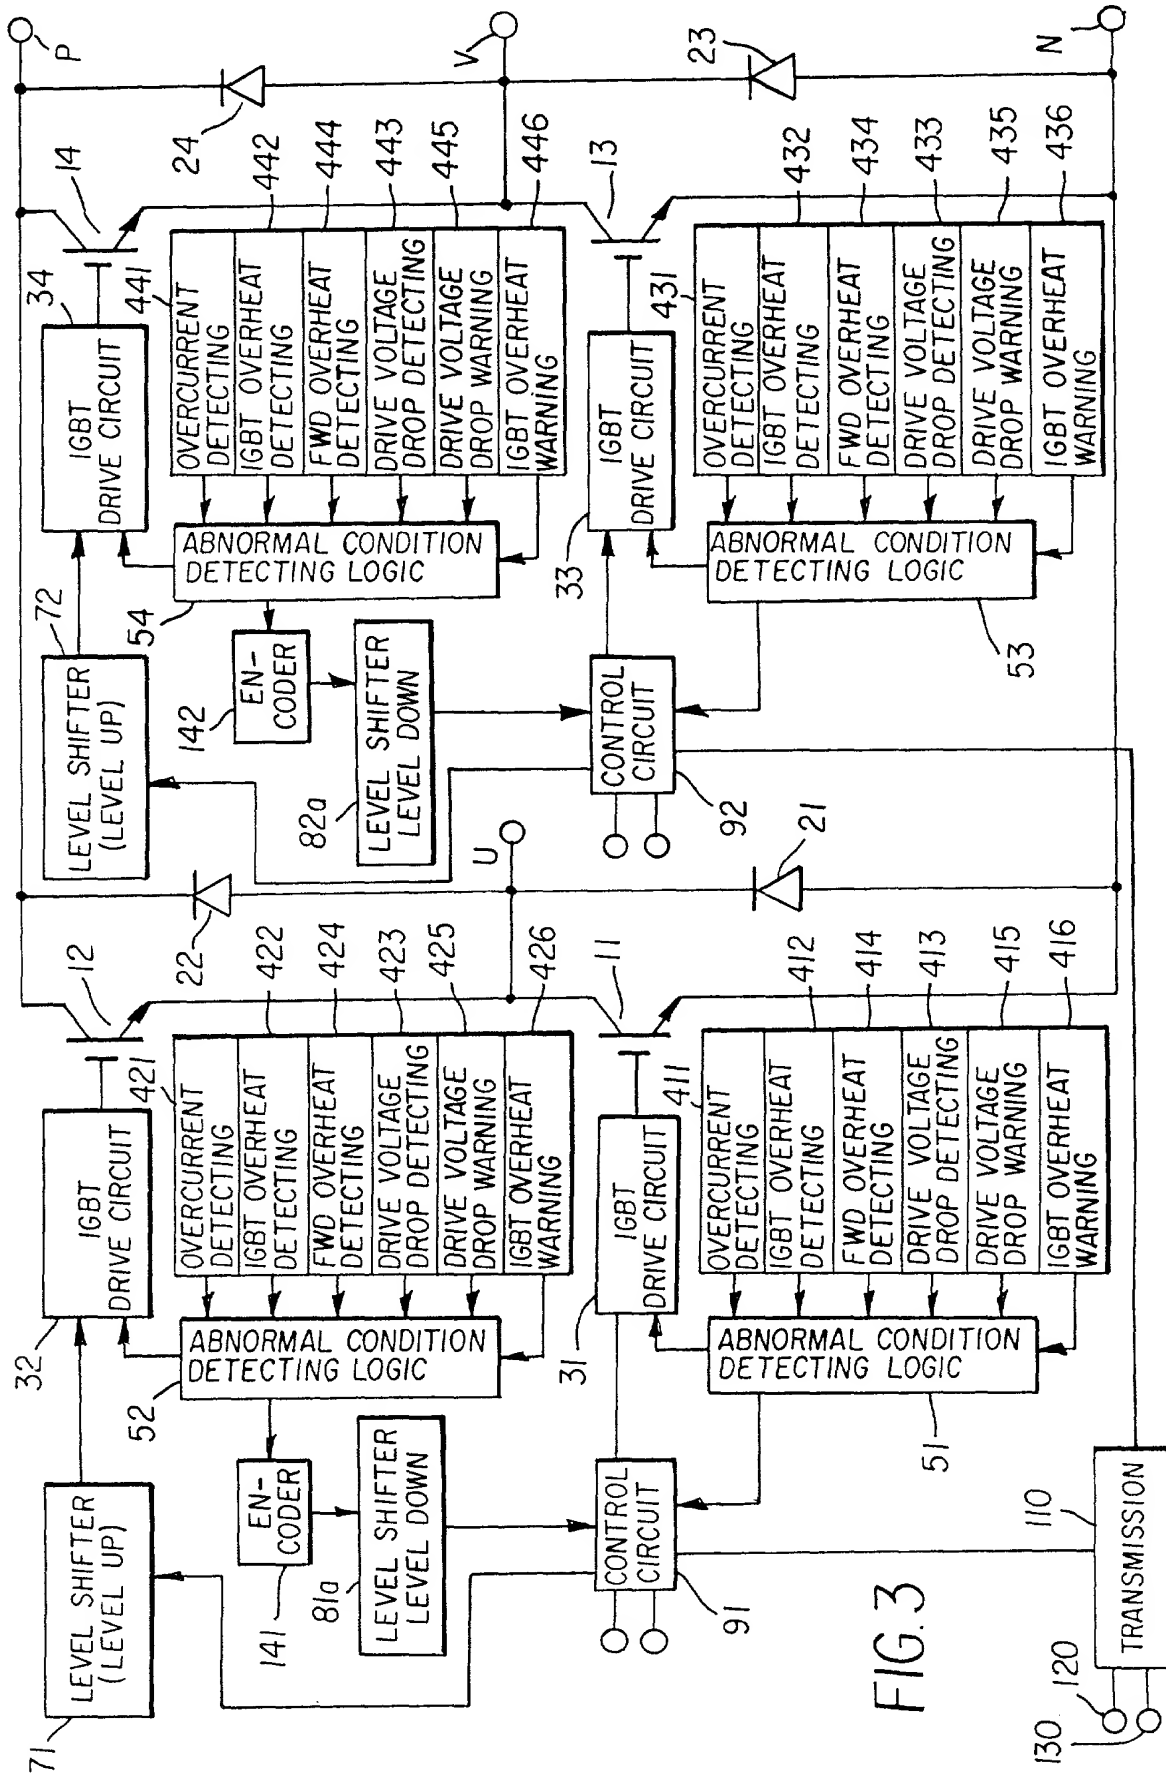 71
LEVEL SHIFTER
(LEVEL UP)
32
IGBT
DRIVE CIRCUIT
12
72
LEVEL SHIFTER
(LEVEL UP)
34
IGBT
DRIVE CIRCUIT
14
P
141
EN-
CODER
52
ABNORMAL CONDITION
DETECTING LOGIC
421
OVERCURRENT
DETECTING
IGBT OVERHEAT
DETECTING
FWD OVERHEAT
DETECTING
DRIVE VOLTAGE
DROP DETECTING
DRIVE VOLTAGE
DROP WARNING
IGBT OVERHEAT
WARNING
422
424
423
425
426
22
81a
LEVEL SHIFTER
LEVEL DOWN
142
EN-
CODER
54
ABNORMAL CONDITION
DETECTING LOGIC
441
OVERCURRENT
DETECTING
IGBT OVERHEAT
DETECTING
FWD OVERHEAT
DETECTING
DRIVE VOLTAGE
DROP DETECTING
DRIVE VOLTAGE
DROP WARNING
IGBT OVERHEAT
WARNING
442
444
443
445
446
24
82a
LEVEL SHIFTER
LEVEL DOWN
U
V
91
CONTROL
CIRCUIT
31
IGBT
DRIVE CIRCUIT
11
51
ABNORMAL CONDITION
DETECTING LOGIC
411
OVERCURRENT
DETECTING
IGBT OVERHEAT
DETECTING
FWD OVERHEAT
DETECTING
DRIVE VOLTAGE
DROP DETECTING
DRIVE VOLTAGE
DROP WARNING
IGBT OVERHEAT
WARNING
412
414
413
415
416
21
92
CONTROL
CIRCUIT
33
IGBT
DRIVE CIRCUIT
13
53
ABNORMAL CONDITION
DETECTING LOGIC
431
OVERCURRENT
DETECTING
IGBT OVERHEAT
DETECTING
FWD OVERHEAT
DETECTING
DRIVE VOLTAGE
DROP DETECTING
DRIVE VOLTAGE
DROP WARNING
IGBT OVERHEAT
WARNING
432
434
433
435
436
23
N
FIG.3
110
TRANSMISSION
120
130